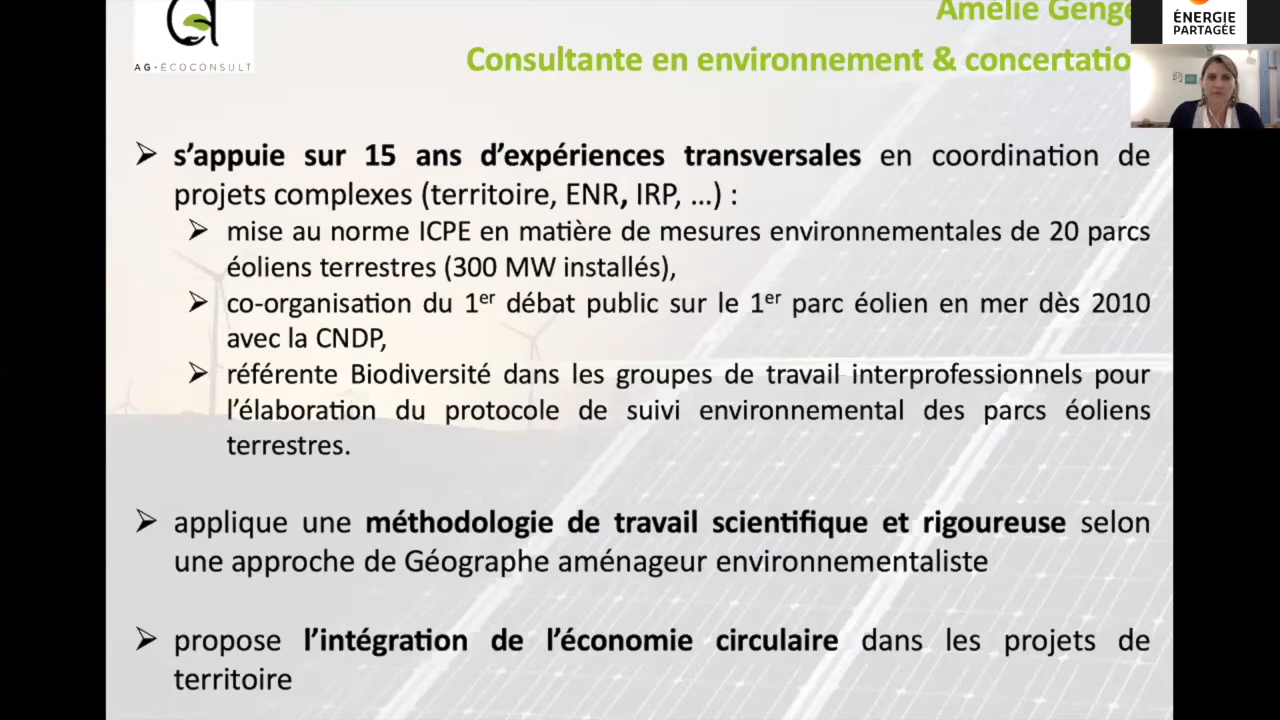 Amélie Genge
ÉNERGIE
PARTAGÉE
AG·ÉCOCONSULT
Consultante en environnement & concertatio
s'appuie sur 15 ans d'expériences transversales en coordination de
projets complexes (territoire, ENR, IRP, ...) :
mise au norme ICPE en matière de mesures environnementales de 20 parcs
éoliens terrestres (300 MW installés),
co-organisation du 1er débat public sur le 1er parc éolien en mer dès 2010
avec la CNDP,
référente Biodiversité dans les groupes de travail interprofessionnels pour
l'élaboration du protocole de suivi environnemental des parcs éoliens
terrestres.
applique une méthodologie de travail scientifique et rigoureuse selon
une approche de Géographe aménageur environnementaliste
propose l'intégration de l'économie circulaire dans les projets de
territoire